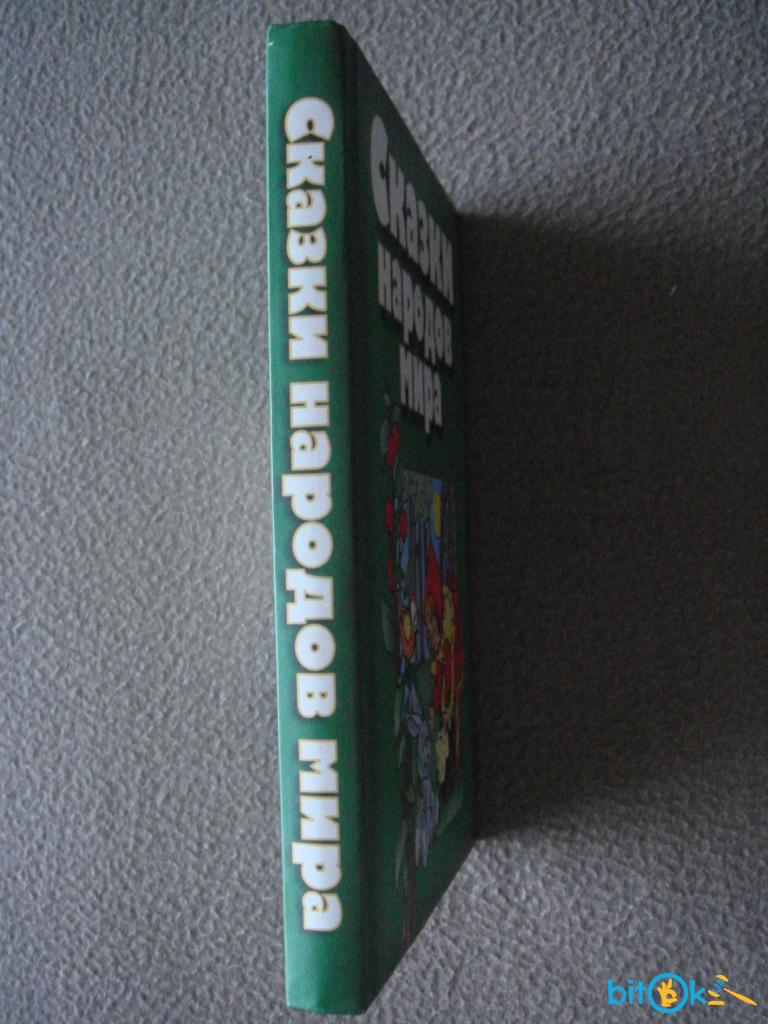 Сказки народов мира
Сказки
народов
мира
bitok